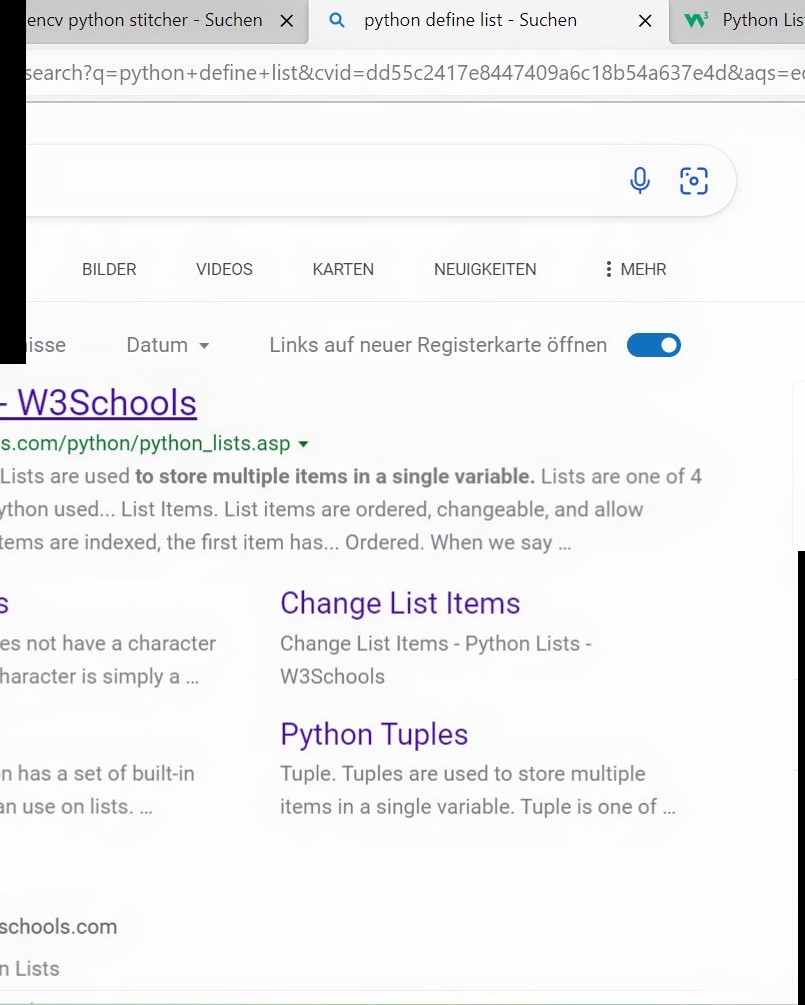 encv python stitcher - Suchen
python define list - Suchen
Python Lis
search?q=python+define+list&cvid=dd55c2417e8447409a6c18b54a637e4d&aqs=ed
BILDER
VIDEOS
KARTEN
NEUIGKEITEN
MEHR
nisse
Datum
Links auf neuer Registerkarte öffnen
- W3Schools
s.com/python/python_lists.asp
Lists are used to store multiple items in a single variable. Lists are one of 4
ython used... List Items. List items are ordered, changeable, and allow
tems are indexed, the first item has... Ordered. When we say ...
s
es not have a character
haracter is simply a ...
Change List Items
Change List Items - Python Lists -
W3Schools
n has a set of built-in
an use on lists. ...
Python Tuples
Tuple. Tuples are used to store multiple
items in a single variable. Tuple is one of ...
schools.com
n Lists